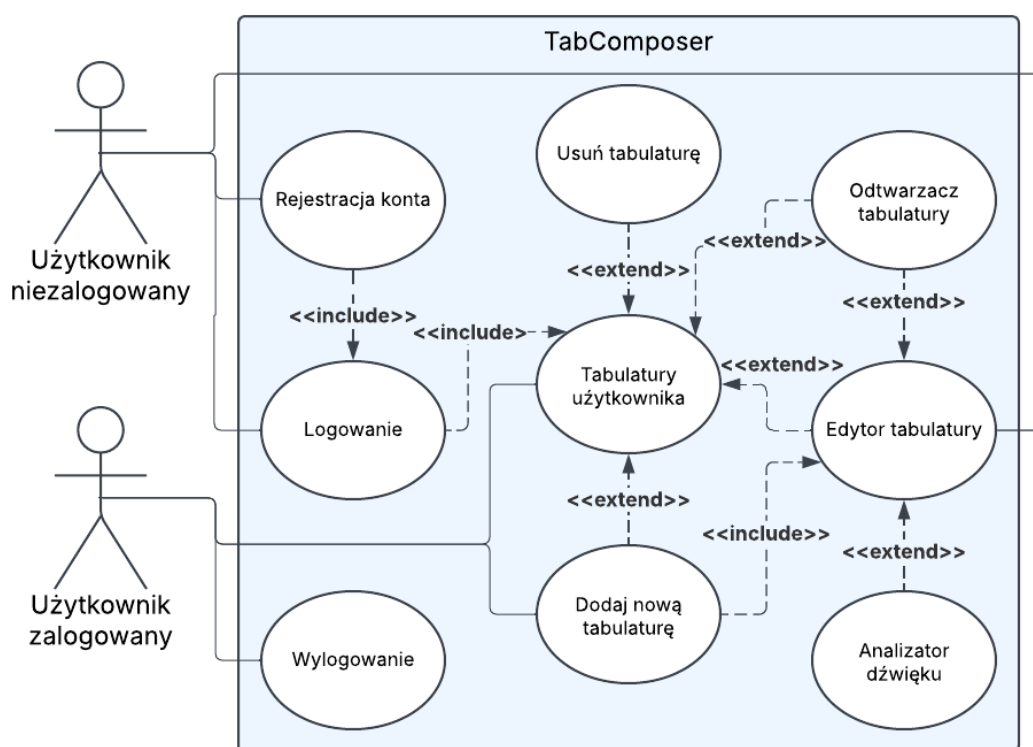 TabComposer
Usuń tabulaturę
Rejestracja konta
Odtwarzacz
tabulatury
<<extend>>
Użytkownik
niezalogowany
<<extend>>
<<extend>>
<<include>>
<<include>
Tabulatury
użytkownika
<<extend>>
Logowanie
Edytor tabulatury
<<extend>>
<<include>>
<<extend>>
Użytkownik
zalogowany
Dodaj nową
tabulaturę
Wylogowanie
Analizator
dźwięku